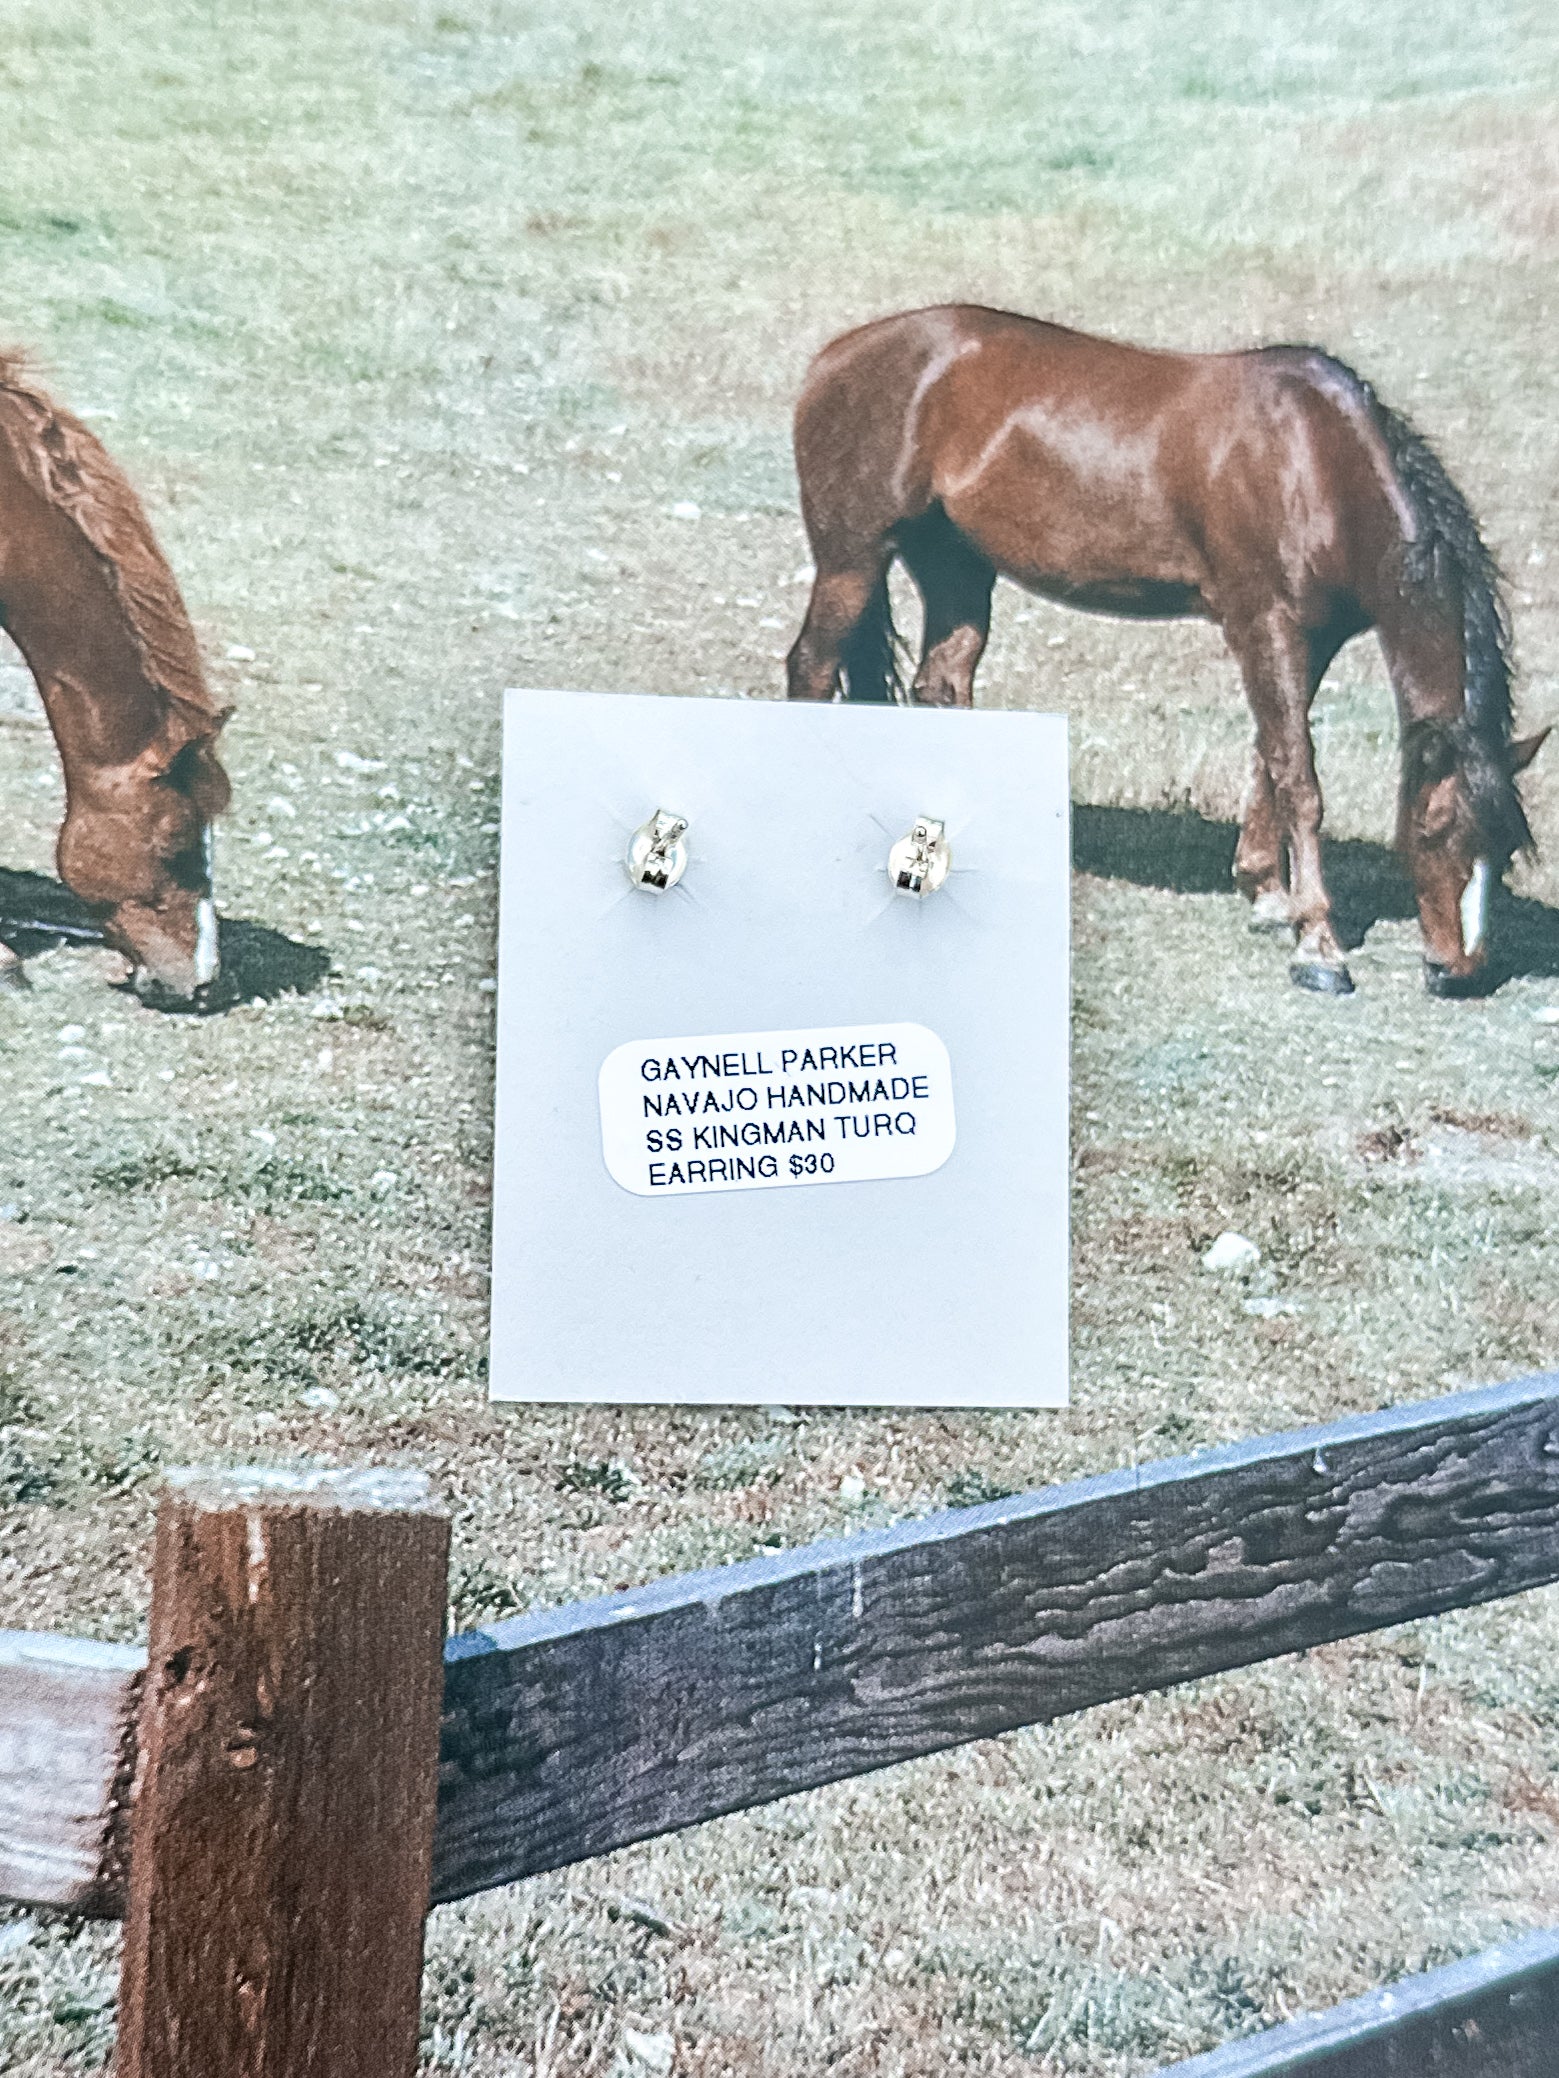 GAYNELL PARKER
NAVAJO HANDMADE
SS KINGMAN TURQ
EARRING $30